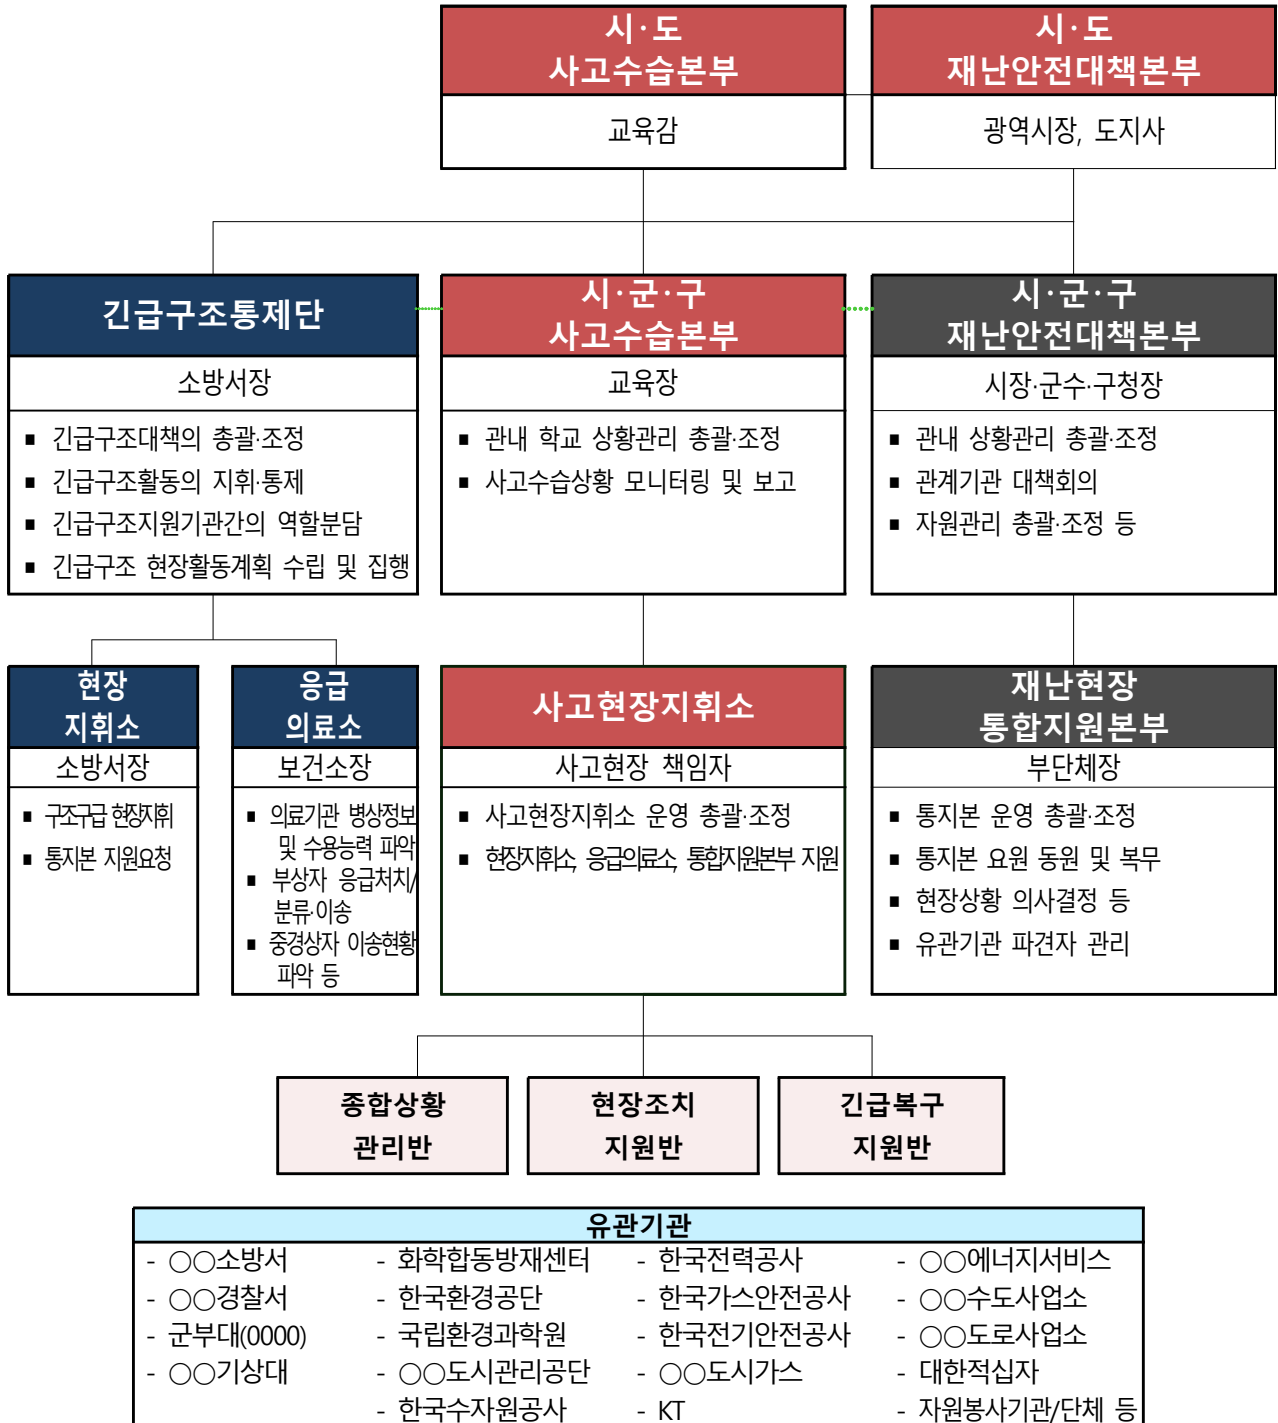 시·도
사고수습본부
교육감
시·도
재난안전대책본부
광역시장, 도지사
긴급구조통제단
소방서장
■ 긴급구조대책의 총괄·조정
■ 긴급구조활동의 지휘·통제
■ 긴급구조지원기관간의 역할분담
■ 긴급구조 현장활동계획 수립 및 집행
시·군·구
사고수습본부
교육장
■ 관내 학교 상황관리 총괄·조정
■ 사고수습상황 모니터링 및 보고
시·군·구
재난안전대책본부
시장·군수·구청장
■ 관내 상황관리 총괄·조정
■ 관계기관 대책회의
■ 자원관리 총괄·조정 등
현장
지휘소
소방서장
■ 구조구급 현장지휘
■ 통지본 지원요청
응급
의료소
보건소장
■ 의료기관 병상정보
및 수용능력 파악
■ 부상자 응급처치/
분류·이송
■ 중경상자 이송현황
파악 등
사고현장지휘소
사고현장 책임자
■ 사고현장지휘소 운영 총괄·조정
■ 현장지휘소, 응급의료소, 통합지원본부 지원
재난현장
통합지원본부
부단체장
■ 통지본 운영 총괄·조정
■ 통지본 요원 동원 및 복무
■ 현장상황 의사결정 등
■ 유관기관 파견자 관리
종합상황
관리반
현장조치
지원반
긴급복구
지원반
유관기관
- ○○소방서 - 화학합동방재센터 - 한국전력공사 - ○○에너지서비스
- ○○경찰서 - 한국환경공단 - 한국가스안전공사 - ○○수도사업소
- 군부대(0000) - 국립환경과학원 - 한국전기안전공사 - ○○도로사업소
- ○○기상대 - ○○도시관리공단 - ○○도시가스 - 대한적십자
- 한국수자원공사 - KT - 자원봉사기관/단체 등